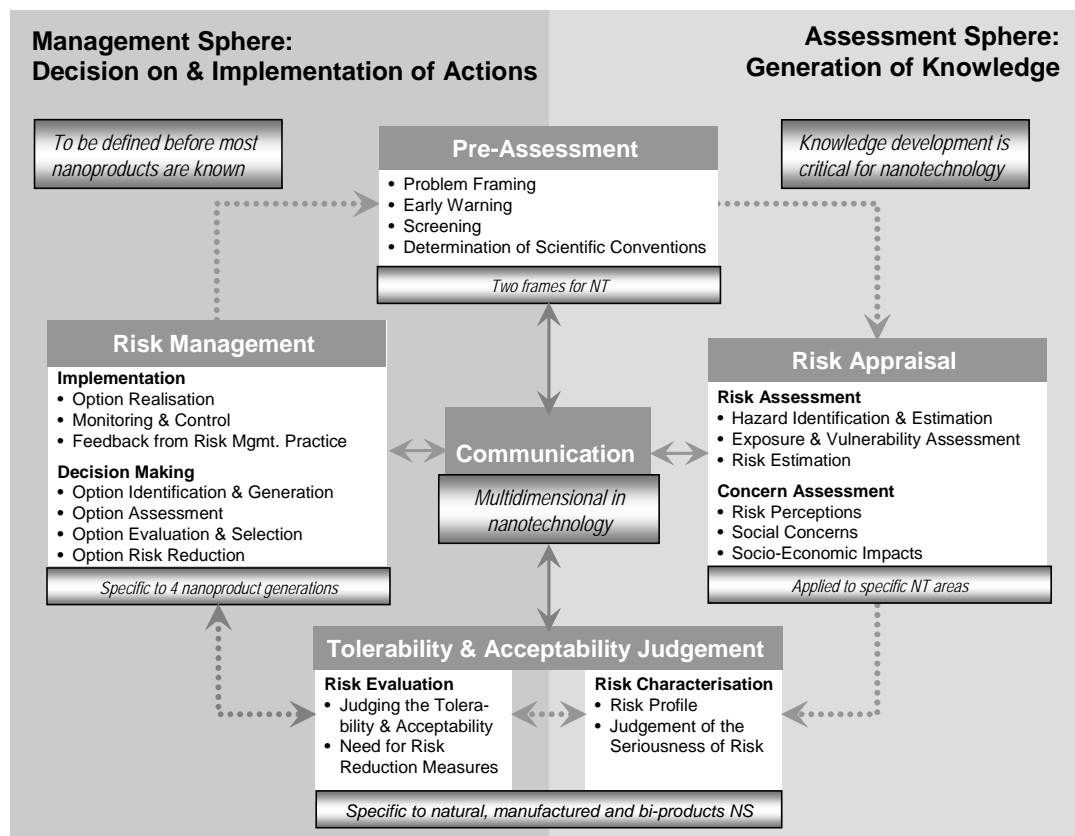 Management Sphere:
Decision on & Implementation of Actions
Assessment Sphere:
Generation of Knowledge
To be defined before most
nanoproducts are known
Pre-Assessment
• Problem Framing
• Early Warning
• Screening
• Determination of Scientific Conventions
Two frames for NT
Knowledge development is
critical for nanotechnology
Risk Management
Implementation
• Option Realisation
• Monitoring & Control
• Feedback from Risk Mgmt. Practice
Decision Making
• Option Identification & Generation
• Option Assessment
• Option Evaluation & Selection
• Option Risk Reduction
Specific to 4 nanoproduct generations
Communication
Multidimensional in
nanotechnology
Risk Appraisal
Risk Assessment
• Hazard Identification & Estimation
• Exposure & Vulnerability Assessment
• Risk Estimation
Concern Assessment
• Risk Perceptions
• Social Concerns
• Socio-Economic Impacts
Applied to specific NT areas
Tolerability & Acceptability Judgement
Risk Evaluation
• Judging the Tolera-
bility & Acceptability
• Need for Risk
Reduction Measures
Risk Characterisation
• Risk Profile
• Judgement of the
Seriousness of Risk
Specific to natural, manufactured and bi-products NS